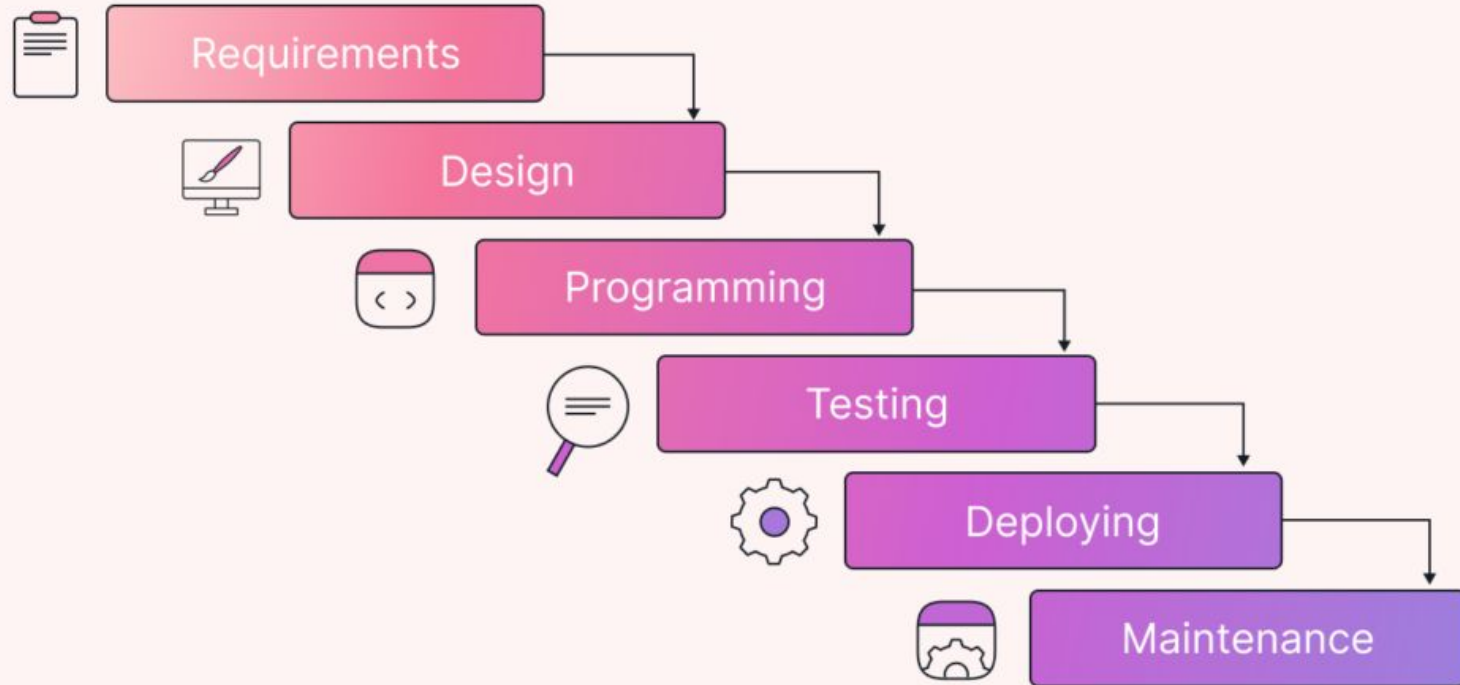 Requirements
Design
Programming
Testing
Deploying
Maintenance